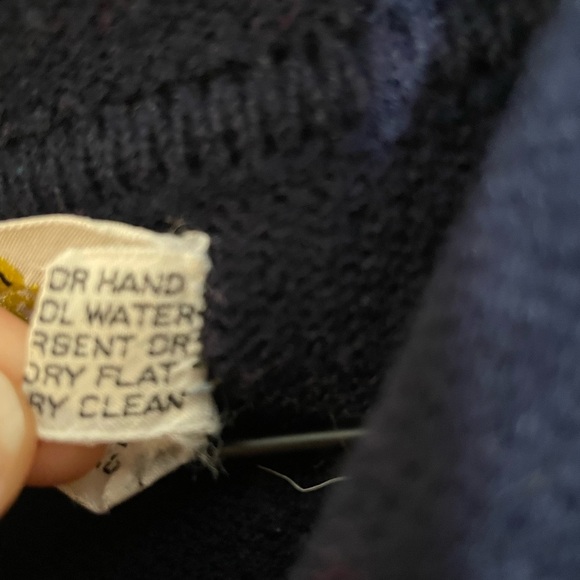 OR HAND
OL WATER-
RGENT OR
DRY FLAT
RY CLEAN